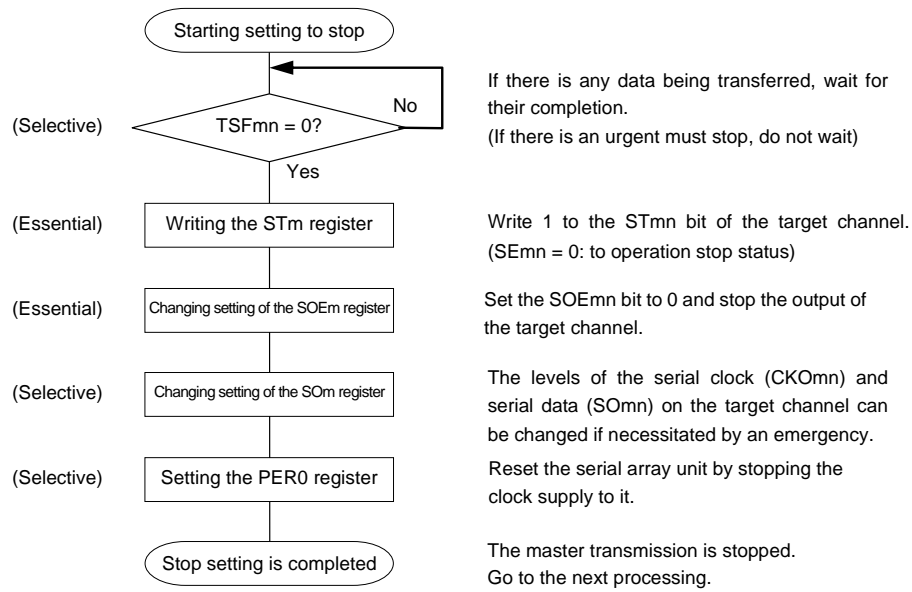 Starting setting to stop
No
If there is any data being transferred, wait for
their completion.
(If there is an urgent must stop, do not wait)
(Selective)
TSFmn = 0?
Yes
(Essential)
Writing the STm register
Write 1 to the STmn bit of the target channel.
(SEmn = 0: to operation stop status)
(Essential)
Changing setting of the SOEm register
Set the SOEmn bit to 0 and stop the output of
the target channel.
(Selective)
Changing setting of the SOm register
The levels of the serial clock (CKOmn) and
serial data (SOmn) on the target channel can
be changed if necessitated by an emergency.
(Selective)
Setting the PER0 register
Reset the serial array unit by stopping the
clock supply to it.
Stop setting is completed
The master transmission is stopped.
Go to the next processing.